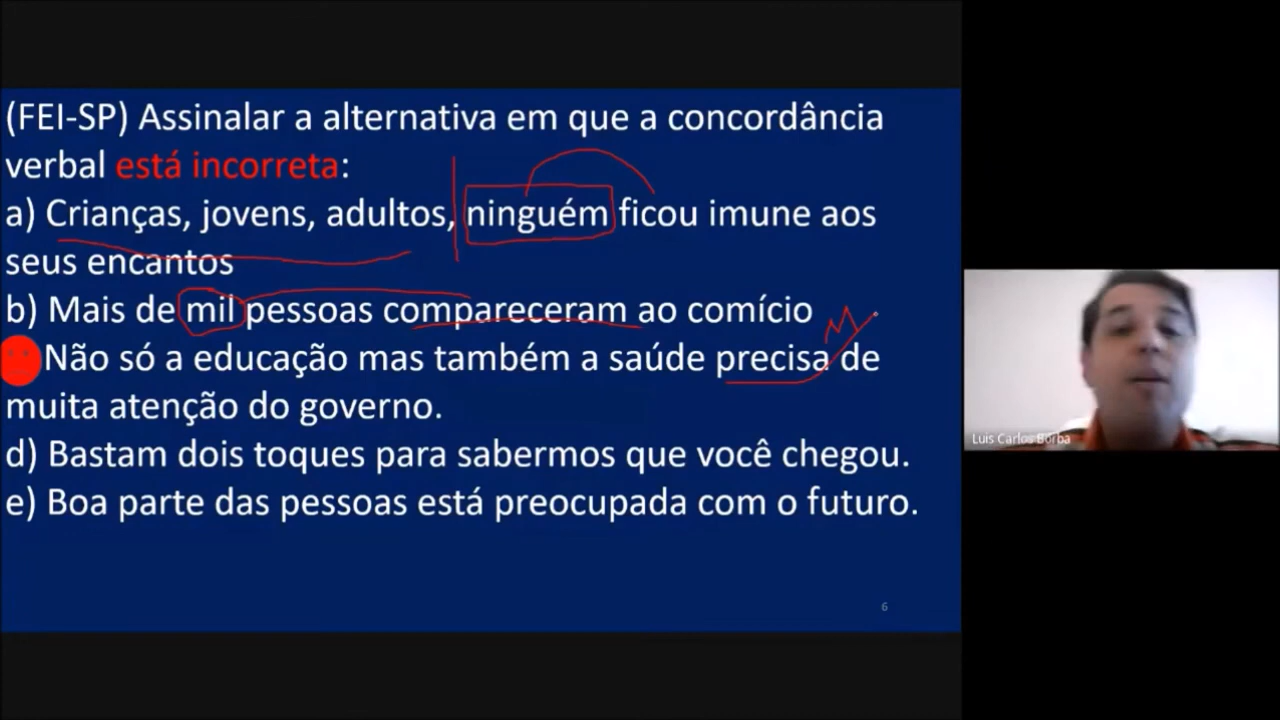 (FEI-SP) Assinalar a alternativa em que a concordância
verbal está incorreta:
a) Crianças, jovens, adultos, ninguém ficou imune aos
seus encantos
b) Mais de mil pessoas compareceram ao comício
M
Não só a educação mas também a saúde precisa de
muita atenção do governo.
d) Bastam dois toques para sabermos que você chegou.
e) Boa parte das pessoas está preocupada com o futuro.
6
Luis Carlos Borba